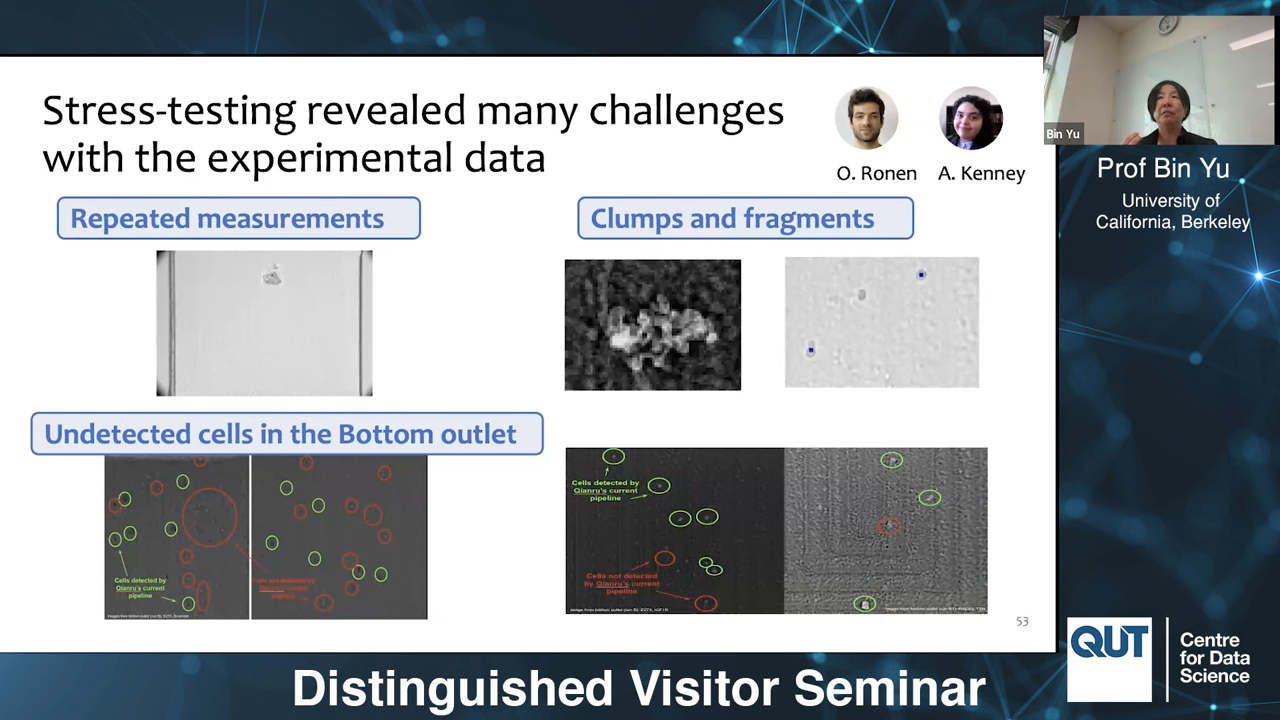 Stress-testing revealed many challenges
with the experimental data
O. Ronen
A. Kenney
Bin Yu
Prof Bin Yu
University of
California, Berkeley
Repeated measurements
Clumps and fragments
Undetected cells in the Bottom outlet
Cells detected by
Qianru's current
pipeline
Cells detected by
Qianru's current
pipeline
Cells not detected
by Qianru's current
pipeline
53
QUT
Centre
for Data
Science
Distinguished Visitor Seminar